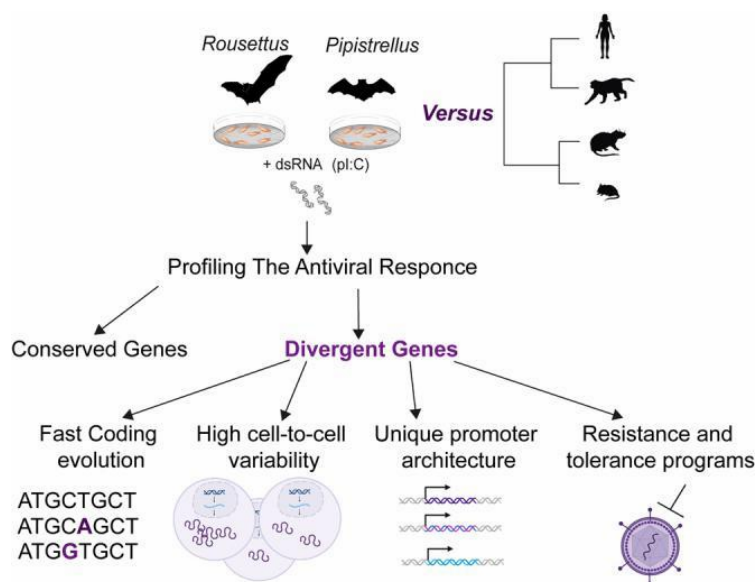 Rousettus Pipistrellus
Versus
+ dsRNA (pI:C)
Profiling The Antiviral Responce
Conserved Genes
Divergent Genes
Fast Coding
evolution
High cell-to-cell
variability
Unique promoter
architecture
Resistance and
tolerance programs
ATGCTGCT
ATGCAGCT
ATGGTGCT